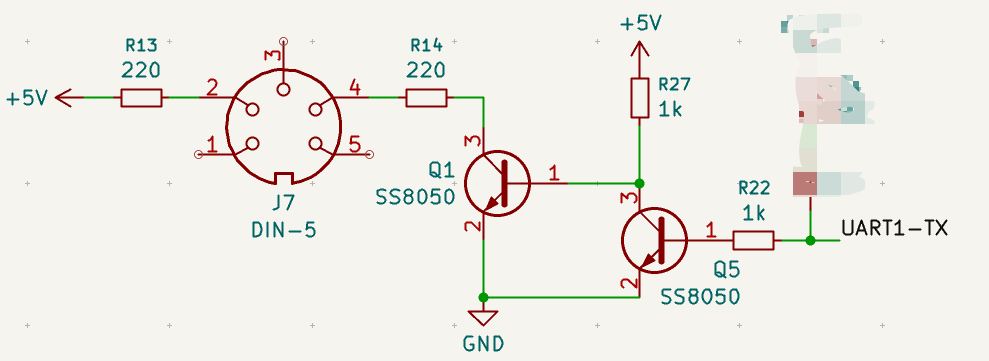 +5V
R13
220
3
2
4
1
5
J7
DIN-5
R14
220
3
Q1
SS8050
1
2
+5V
R27
1k
3
1
2
Q5
SS8050
R22
1k
UART1-TX
GND